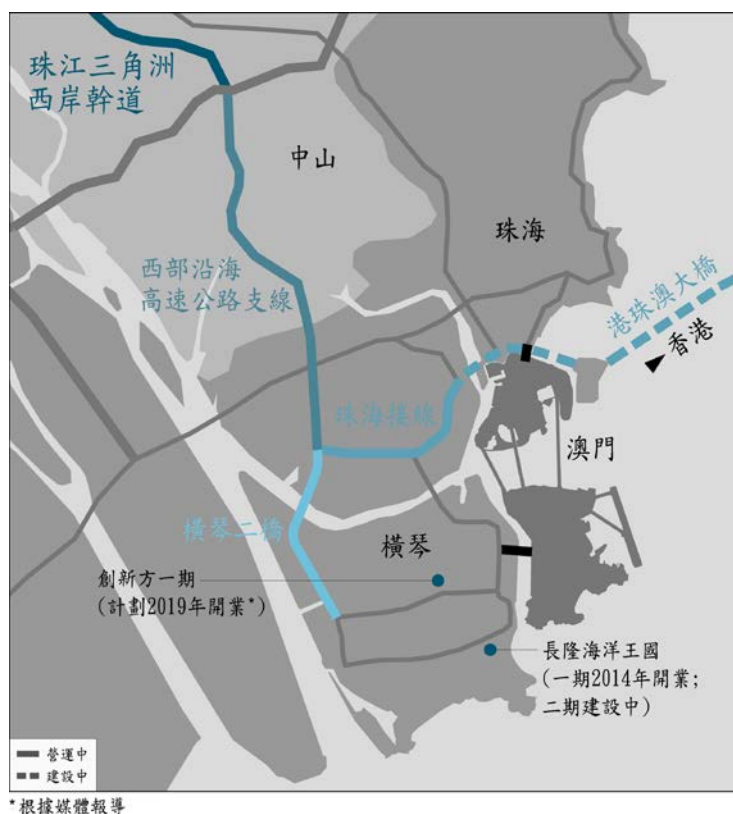 珠江三角洲
西岸幹道
中山
珠海
西部沿海
高速公路支線
港珠澳大橋
香港
珠海接線
澳門
橫琴二橋
橫琴
創新方一期
(計劃2019年開業*)
長隆海洋王國
(一期2014年開業;
二期建設中)
營運中
建設中
*根據媒體報導